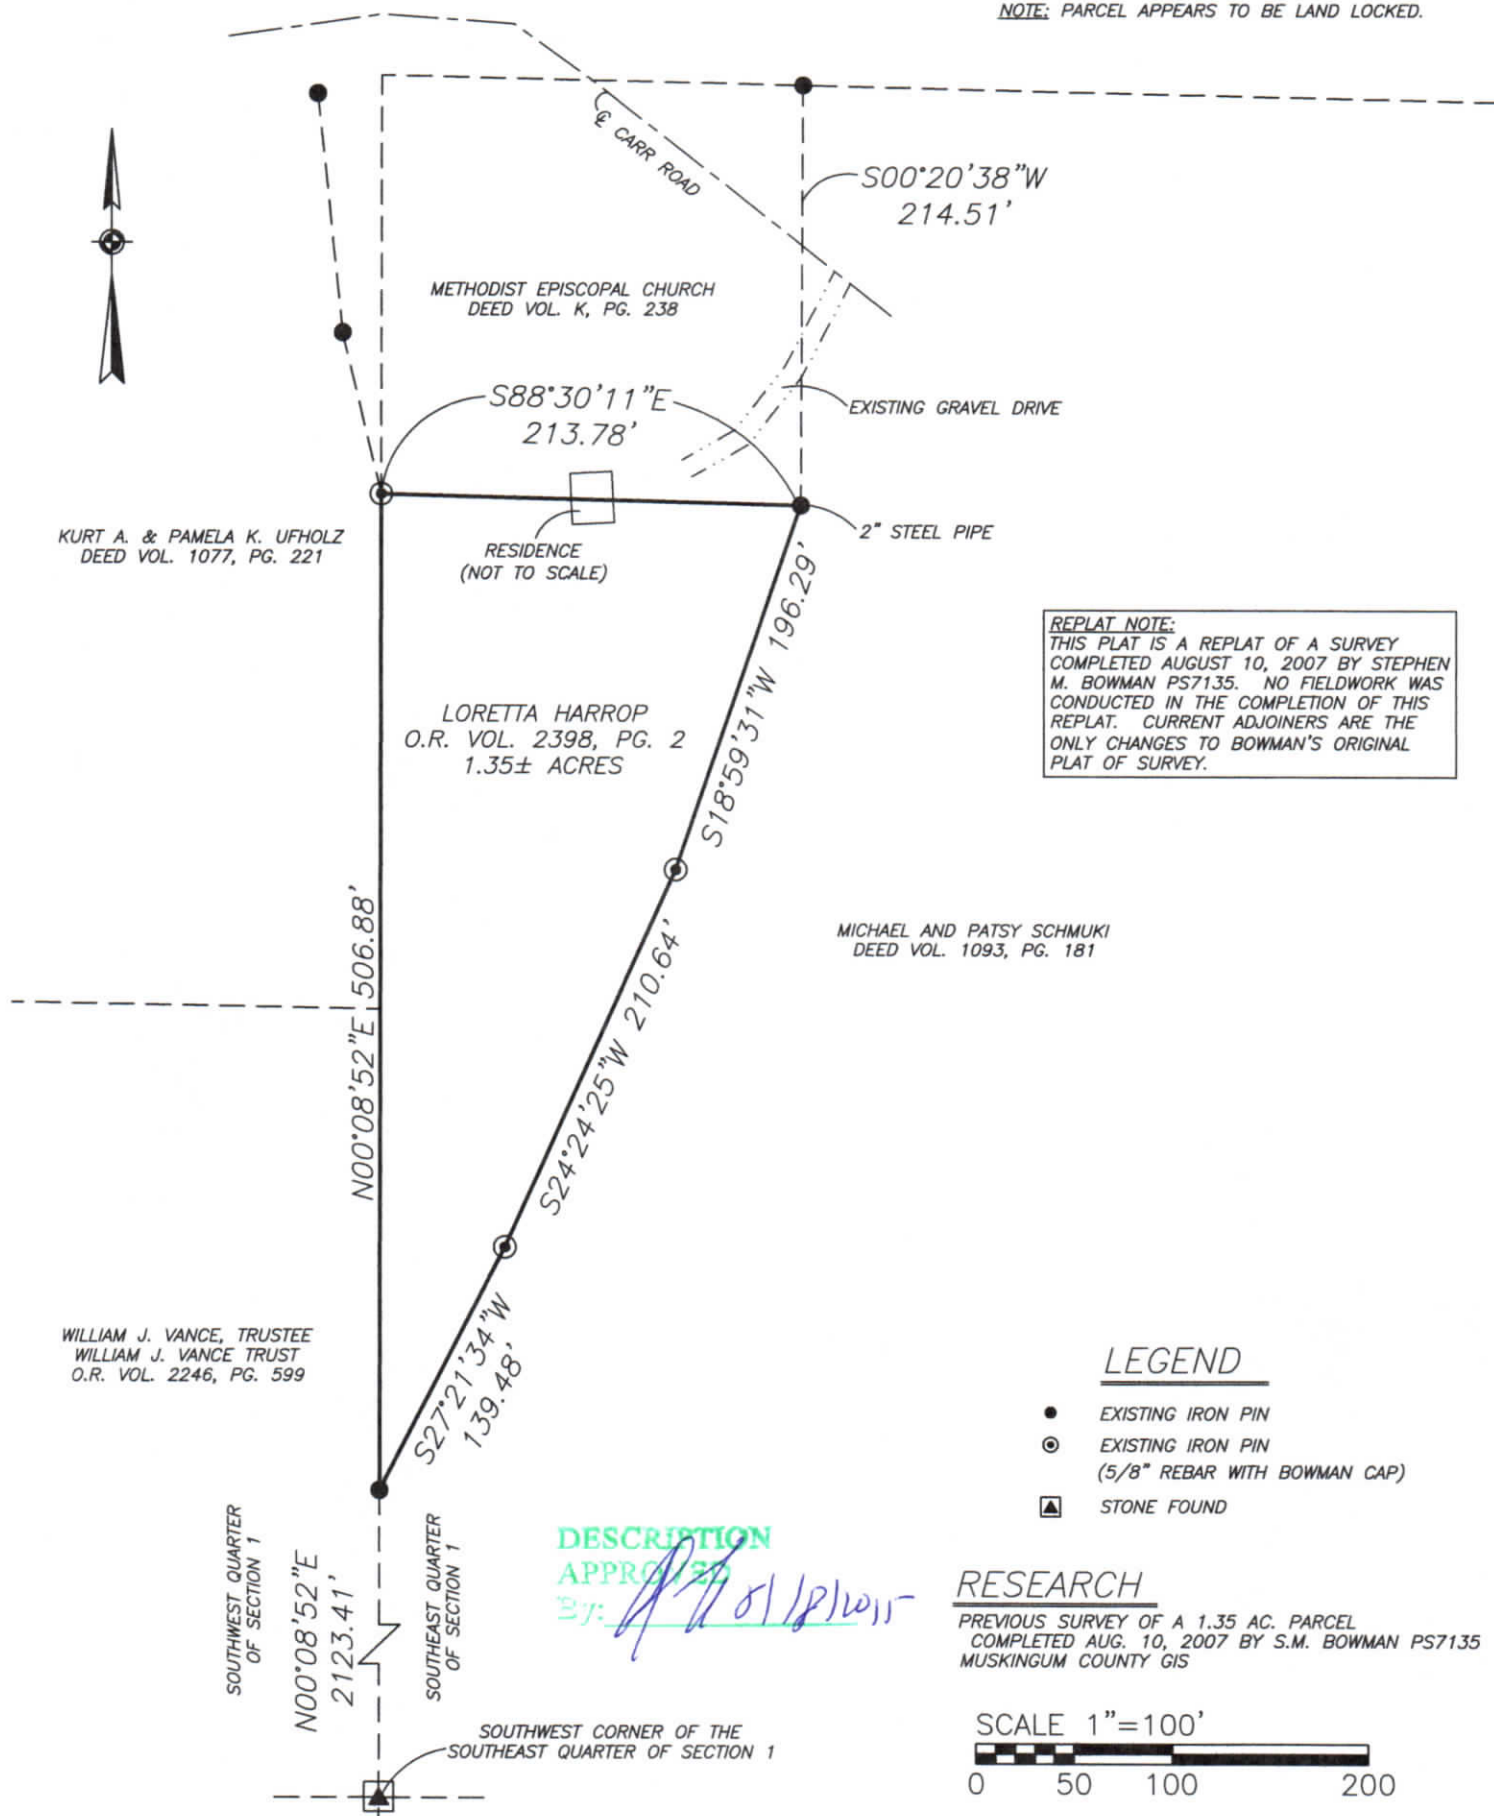 NOTE: PARCEL APPEARS TO BE LAND LOCKED.
℄ CARR ROAD
S00°20'38"W
214.51'
METHODIST EPISCOPAL CHURCH
DEED VOL. K, PG. 238
S88°30'11"E
213.78'
EXISTING GRAVEL DRIVE
KURT A. & PAMELA K. UFHOLZ
DEED VOL. 1077, PG. 221
RESIDENCE
(NOT TO SCALE)
2" STEEL PIPE
S18°59'31"W 196.29'
REPLAT NOTE:
THIS PLAT IS A REPLAT OF A SURVEY
COMPLETED AUGUST 10, 2007 BY STEPHEN
M. BOWMAN PS7135. NO FIELDWORK WAS
CONDUCTED IN THE COMPLETION OF THIS
REPLAT. CURRENT ADJOINERS ARE THE
ONLY CHANGES TO BOWMAN'S ORIGINAL
PLAT OF SURVEY.
LORETTA HARROP
O.R. VOL. 2398, PG. 2
1.35± ACRES
N00°08'52"E 506.88'
MICHAEL AND PATSY SCHMUKI
DEED VOL. 1093, PG. 181
S24°24'25"W 210.64'
S27°21'34"W
139.48'
WILLIAM J. VANCE, TRUSTEE
WILLIAM J. VANCE TRUST
O.R. VOL. 2246, PG. 599
LEGEND
EXISTING IRON PIN
EXISTING IRON PIN
(5/8" REBAR WITH BOWMAN CAP)
STONE FOUND
SOUTHWEST QUARTER
OF SECTION 1
N00°08'52"E
2123.41'
SOUTHEAST QUARTER
OF SECTION 1
DESCRIPTION
APPROVED
By:
RESEARCH
PREVIOUS SURVEY OF A 1.35 AC. PARCEL
COMPLETED AUG. 10, 2007 BY S.M. BOWMAN PS7135
MUSKINGUM COUNTY GIS
SOUTHWEST CORNER OF THE
SOUTHEAST QUARTER OF SECTION 1
SCALE 1"=100'
0 50 100 200